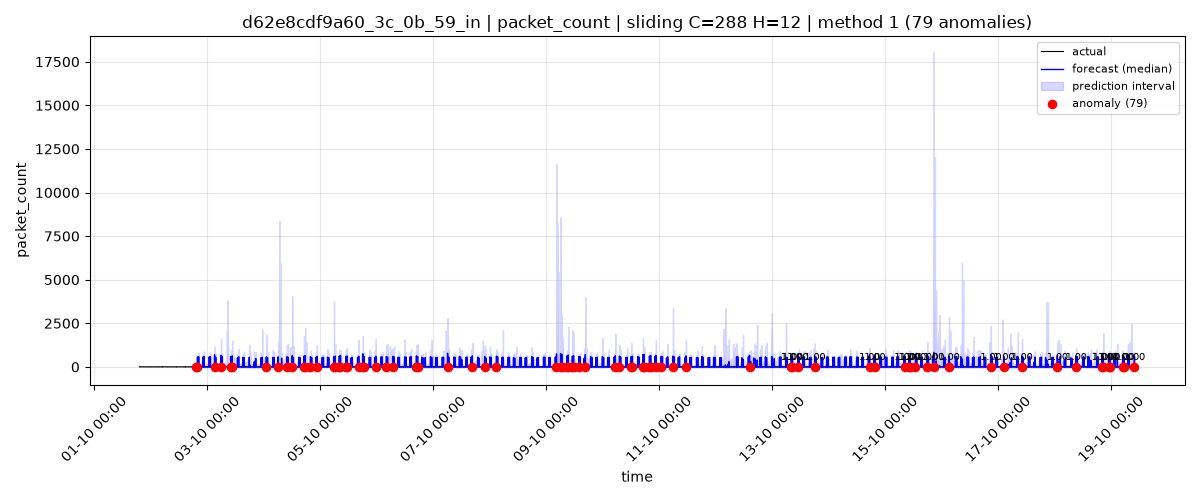 d62e8cdf9a60_3c_0b_59_in | packet_count | sliding C=288 H=12 | method 1 (79 anomalies)
actual
forecast (median)
prediction interval
anomaly (79)
packet_count
17500
15000
12500
10000
7500
5000
2500
0
01-10 00:00
03-10 00:00
05-10 00:00
07-10 00:00
09-10 00:00
11-10 00:00
13-10 00:00
15-10 00:00
17-10 00:00
19-10 00:00
time